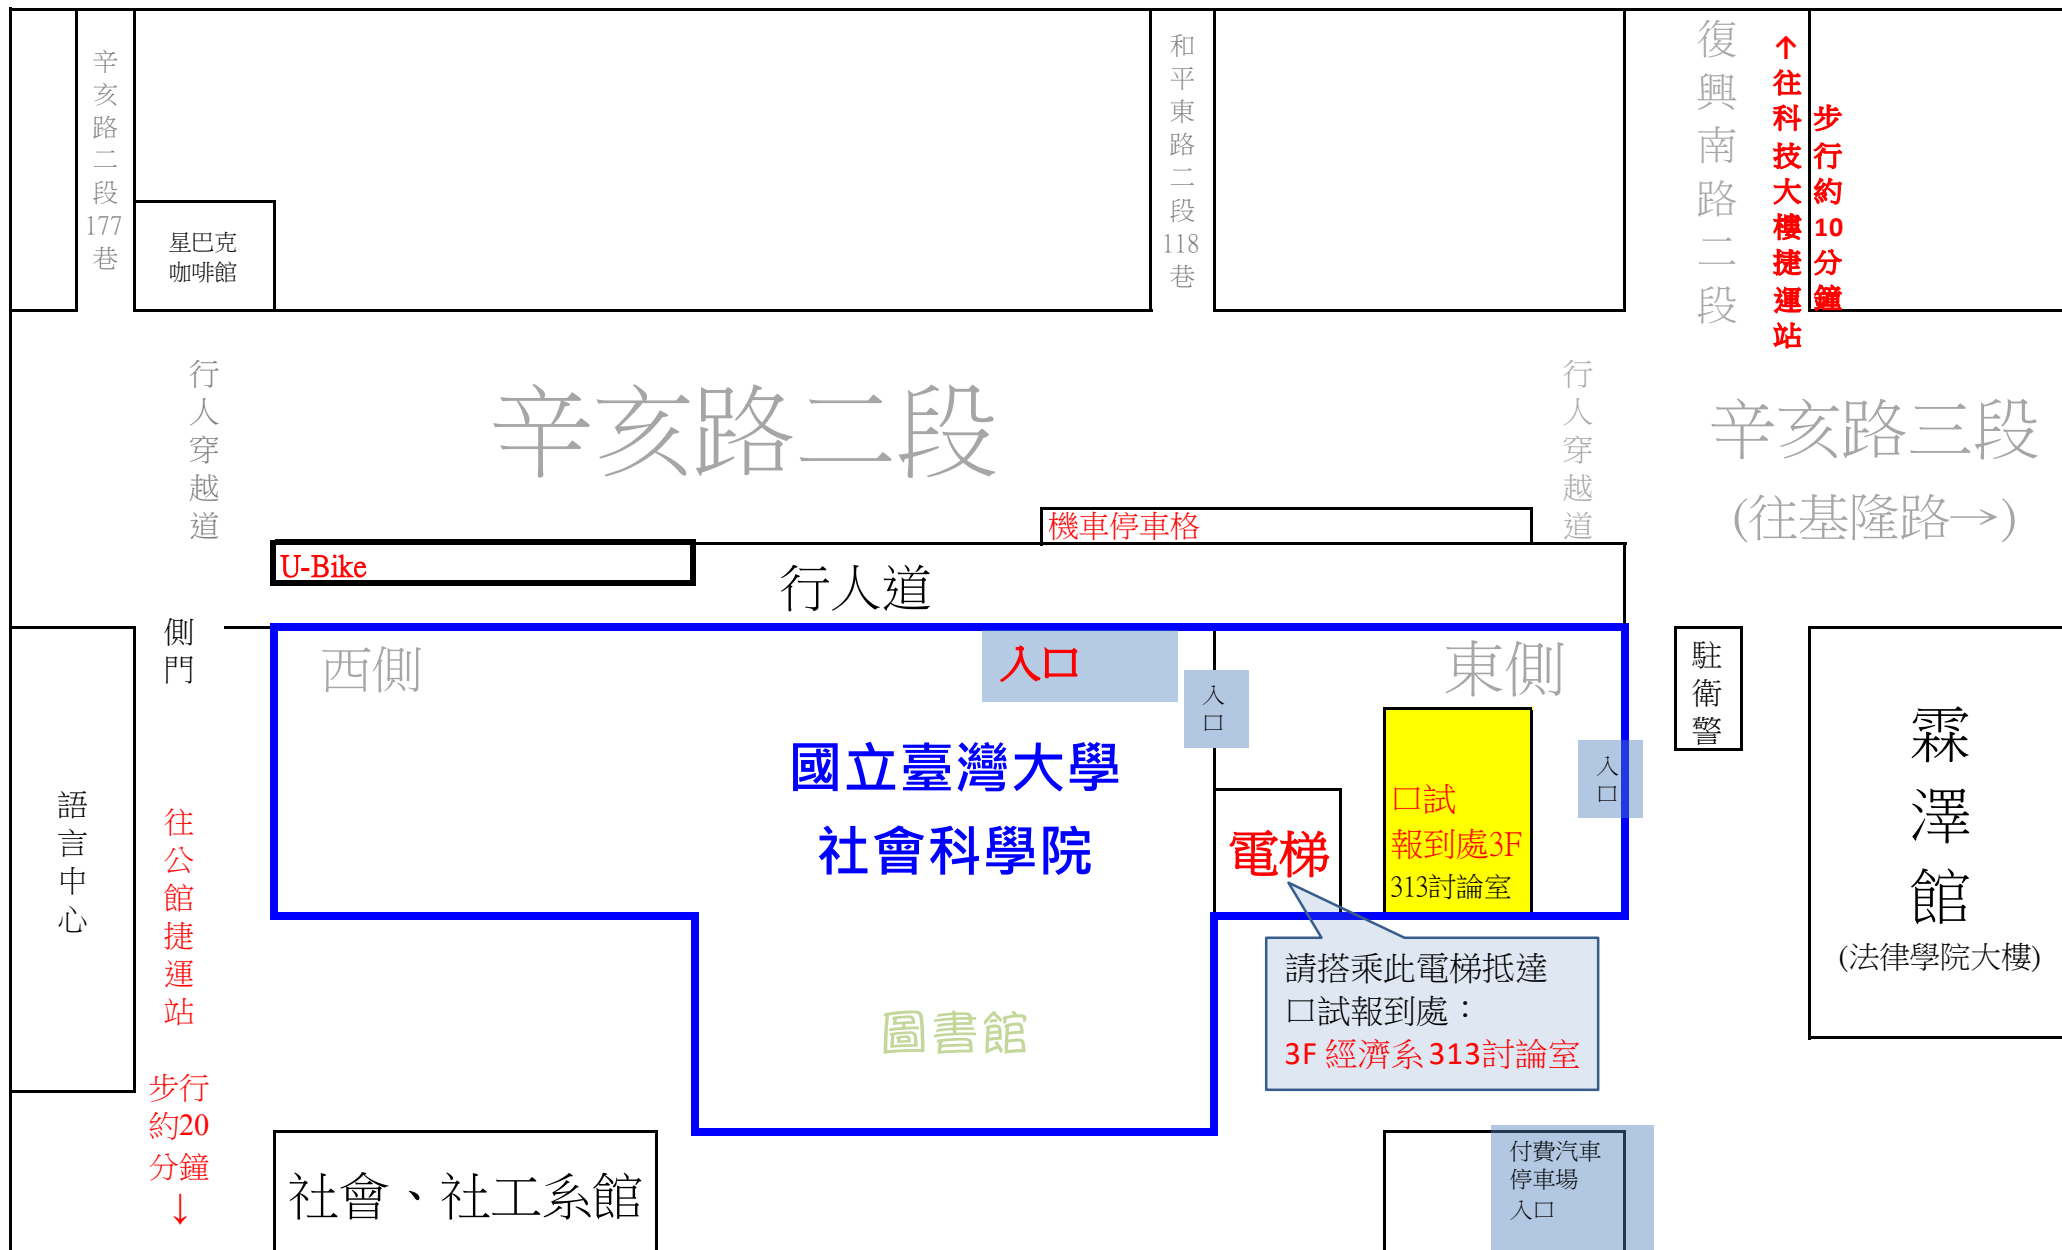 辛亥路二段177巷
星巴克
咖啡館
和平東路二段118巷
復興南路二段
↑往科技大樓捷運站
步行約10分鐘
行人穿越道
辛亥路二段
行人穿越道
辛亥路三段
(往基隆路→)
機車停車格
U-Bike
行人道
側門
西側
入口
入口
東側
入口
駐衛警
國立臺灣大學
社會科學院
電梯
口試
報到處3F
313討論室
請搭乘此電梯抵達
口試報到處：
3F 經濟系 313討論室
霖澤館
(法律學院大樓)
語言中心
往公館捷運站
步行
約20
分鐘
↓
圖書館
社會、社工系館
付費汽車
停車場
入口